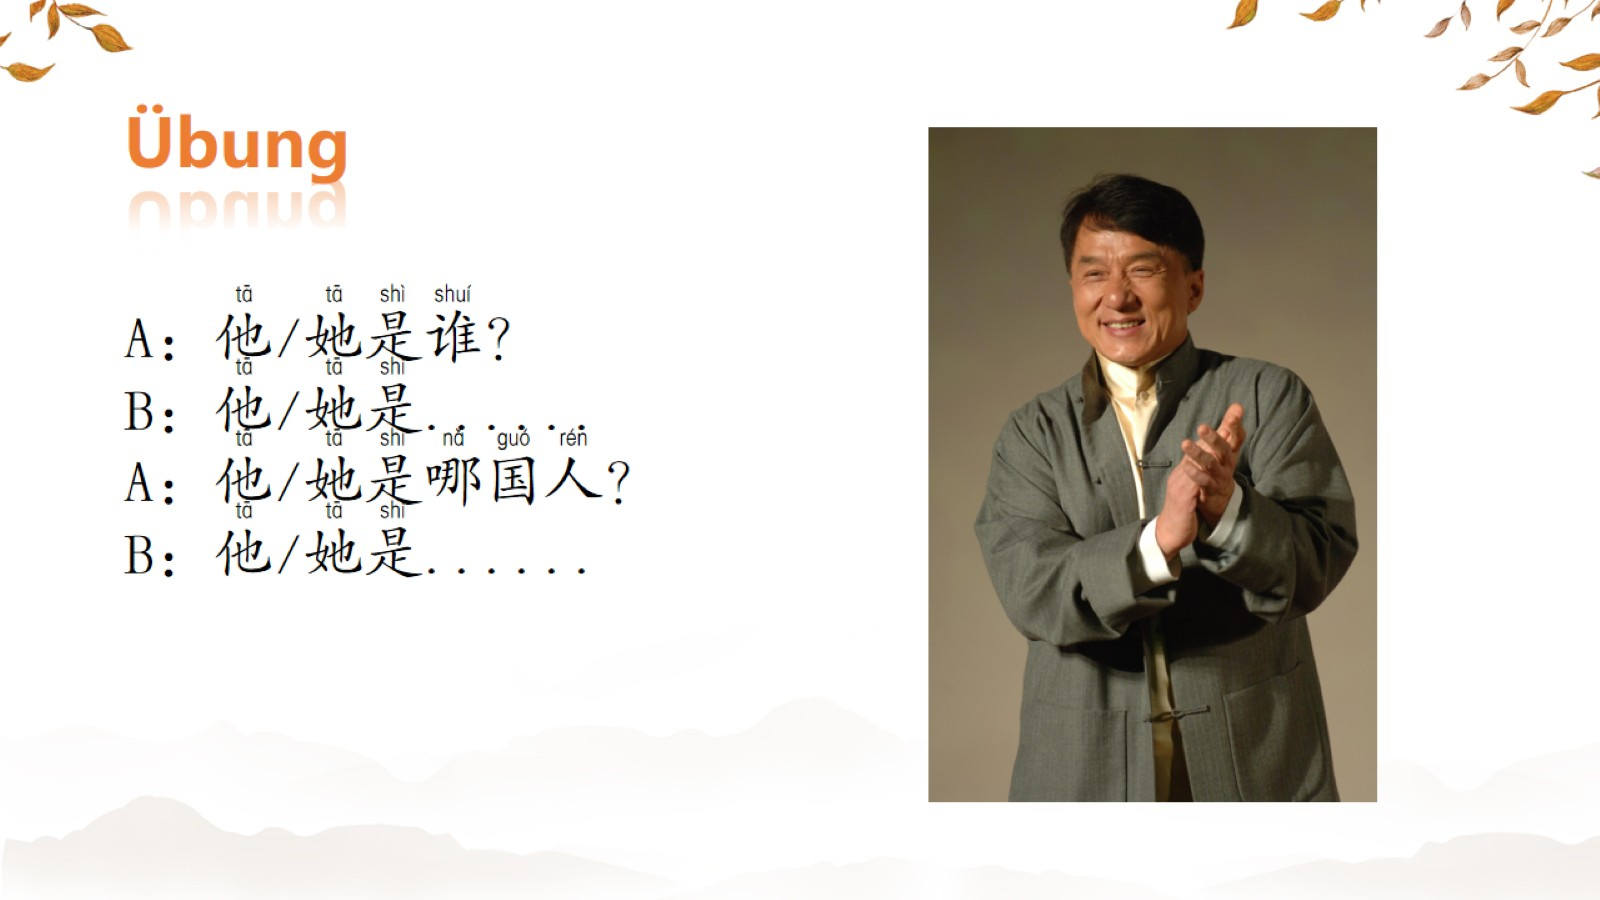 Übung
tā tā shì shuí
A：他/她是谁？
tā tā shì
B：他/她是......
tā tā shì nǎ guó rén
A：他/她是哪国人？
tā tā shì
B：他/她是......